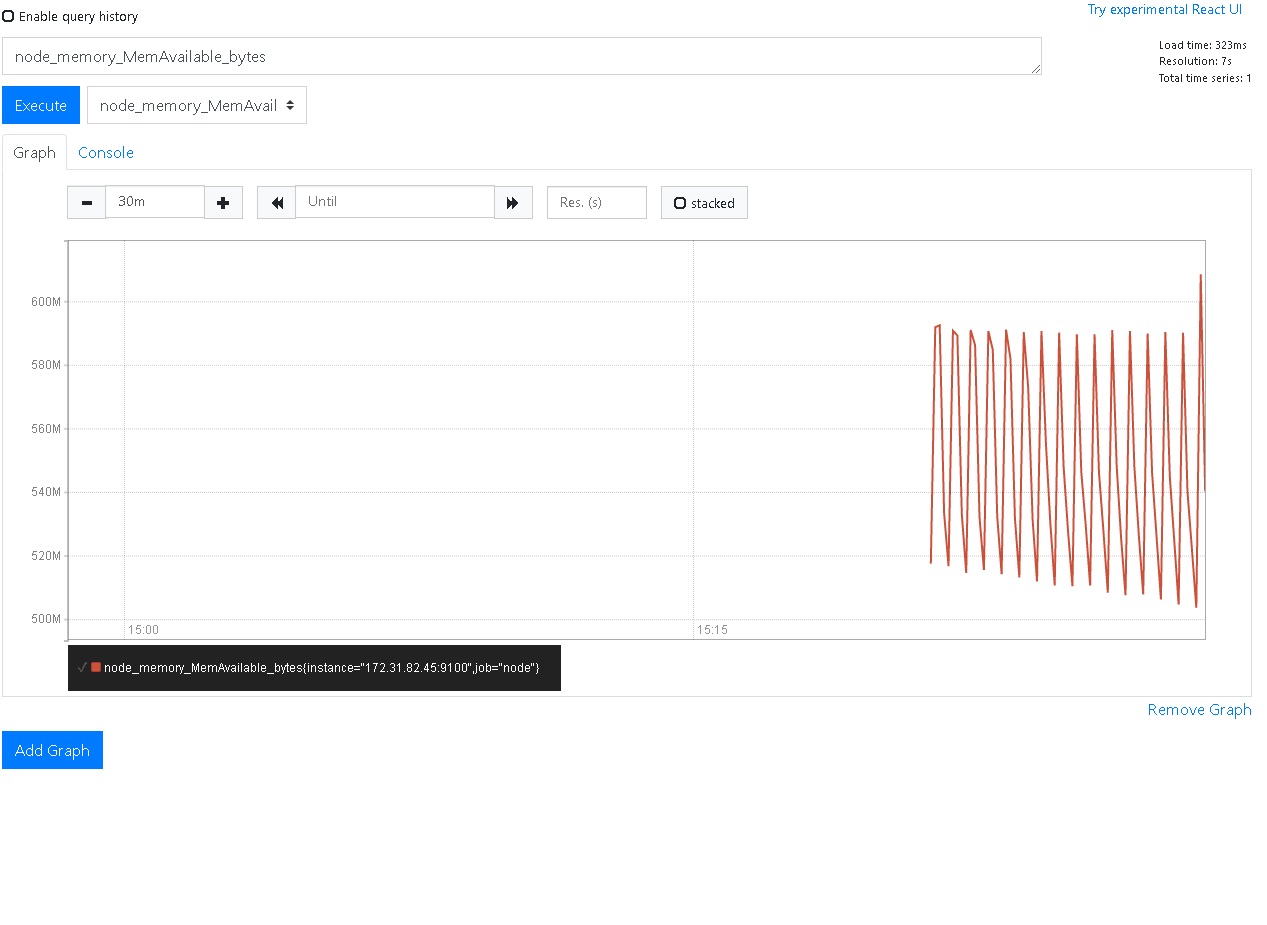 Enable query history
Try experimental React UI
node_memory_MemAvailable_bytes
Load time: 323ms
Resolution: 7s
Total time series: 1
Execute
node_memory_MemAvail
Graph
Console
30m
Until
Res. (s)
stacked
600M
580M
560M
540M
520M
500M
15:00
15:15
✓ node_memory_MemAvailable_bytes{instance="172.31.82.45:9100",job="node"}
Remove Graph
Add Graph